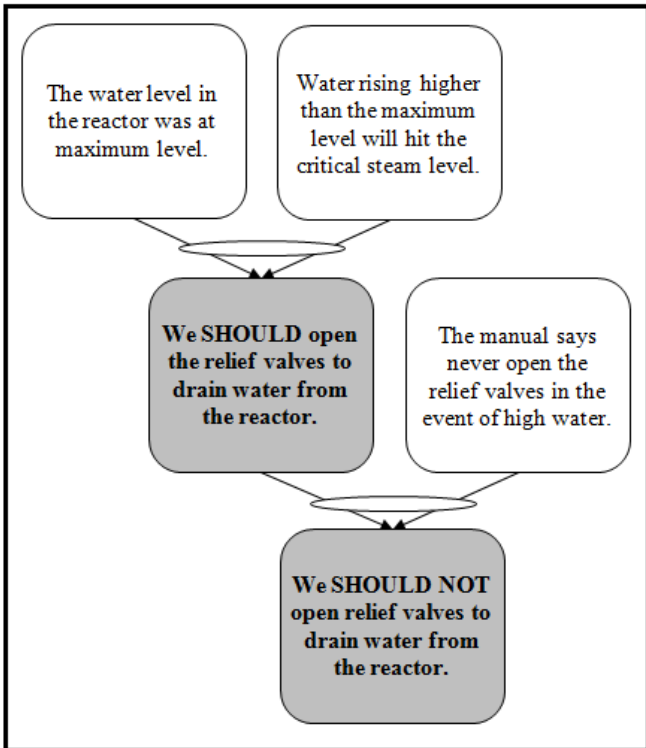 The water level in
the reactor was at
maximum level.
Water rising higher
than the maximum
level will hit the
critical steam level.
We SHOULD open
the relief valves to
drain water from
the reactor.
The manual says
never open the
relief valves in the
event of high water.
We SHOULD NOT
open relief valves to
drain water from
the reactor.